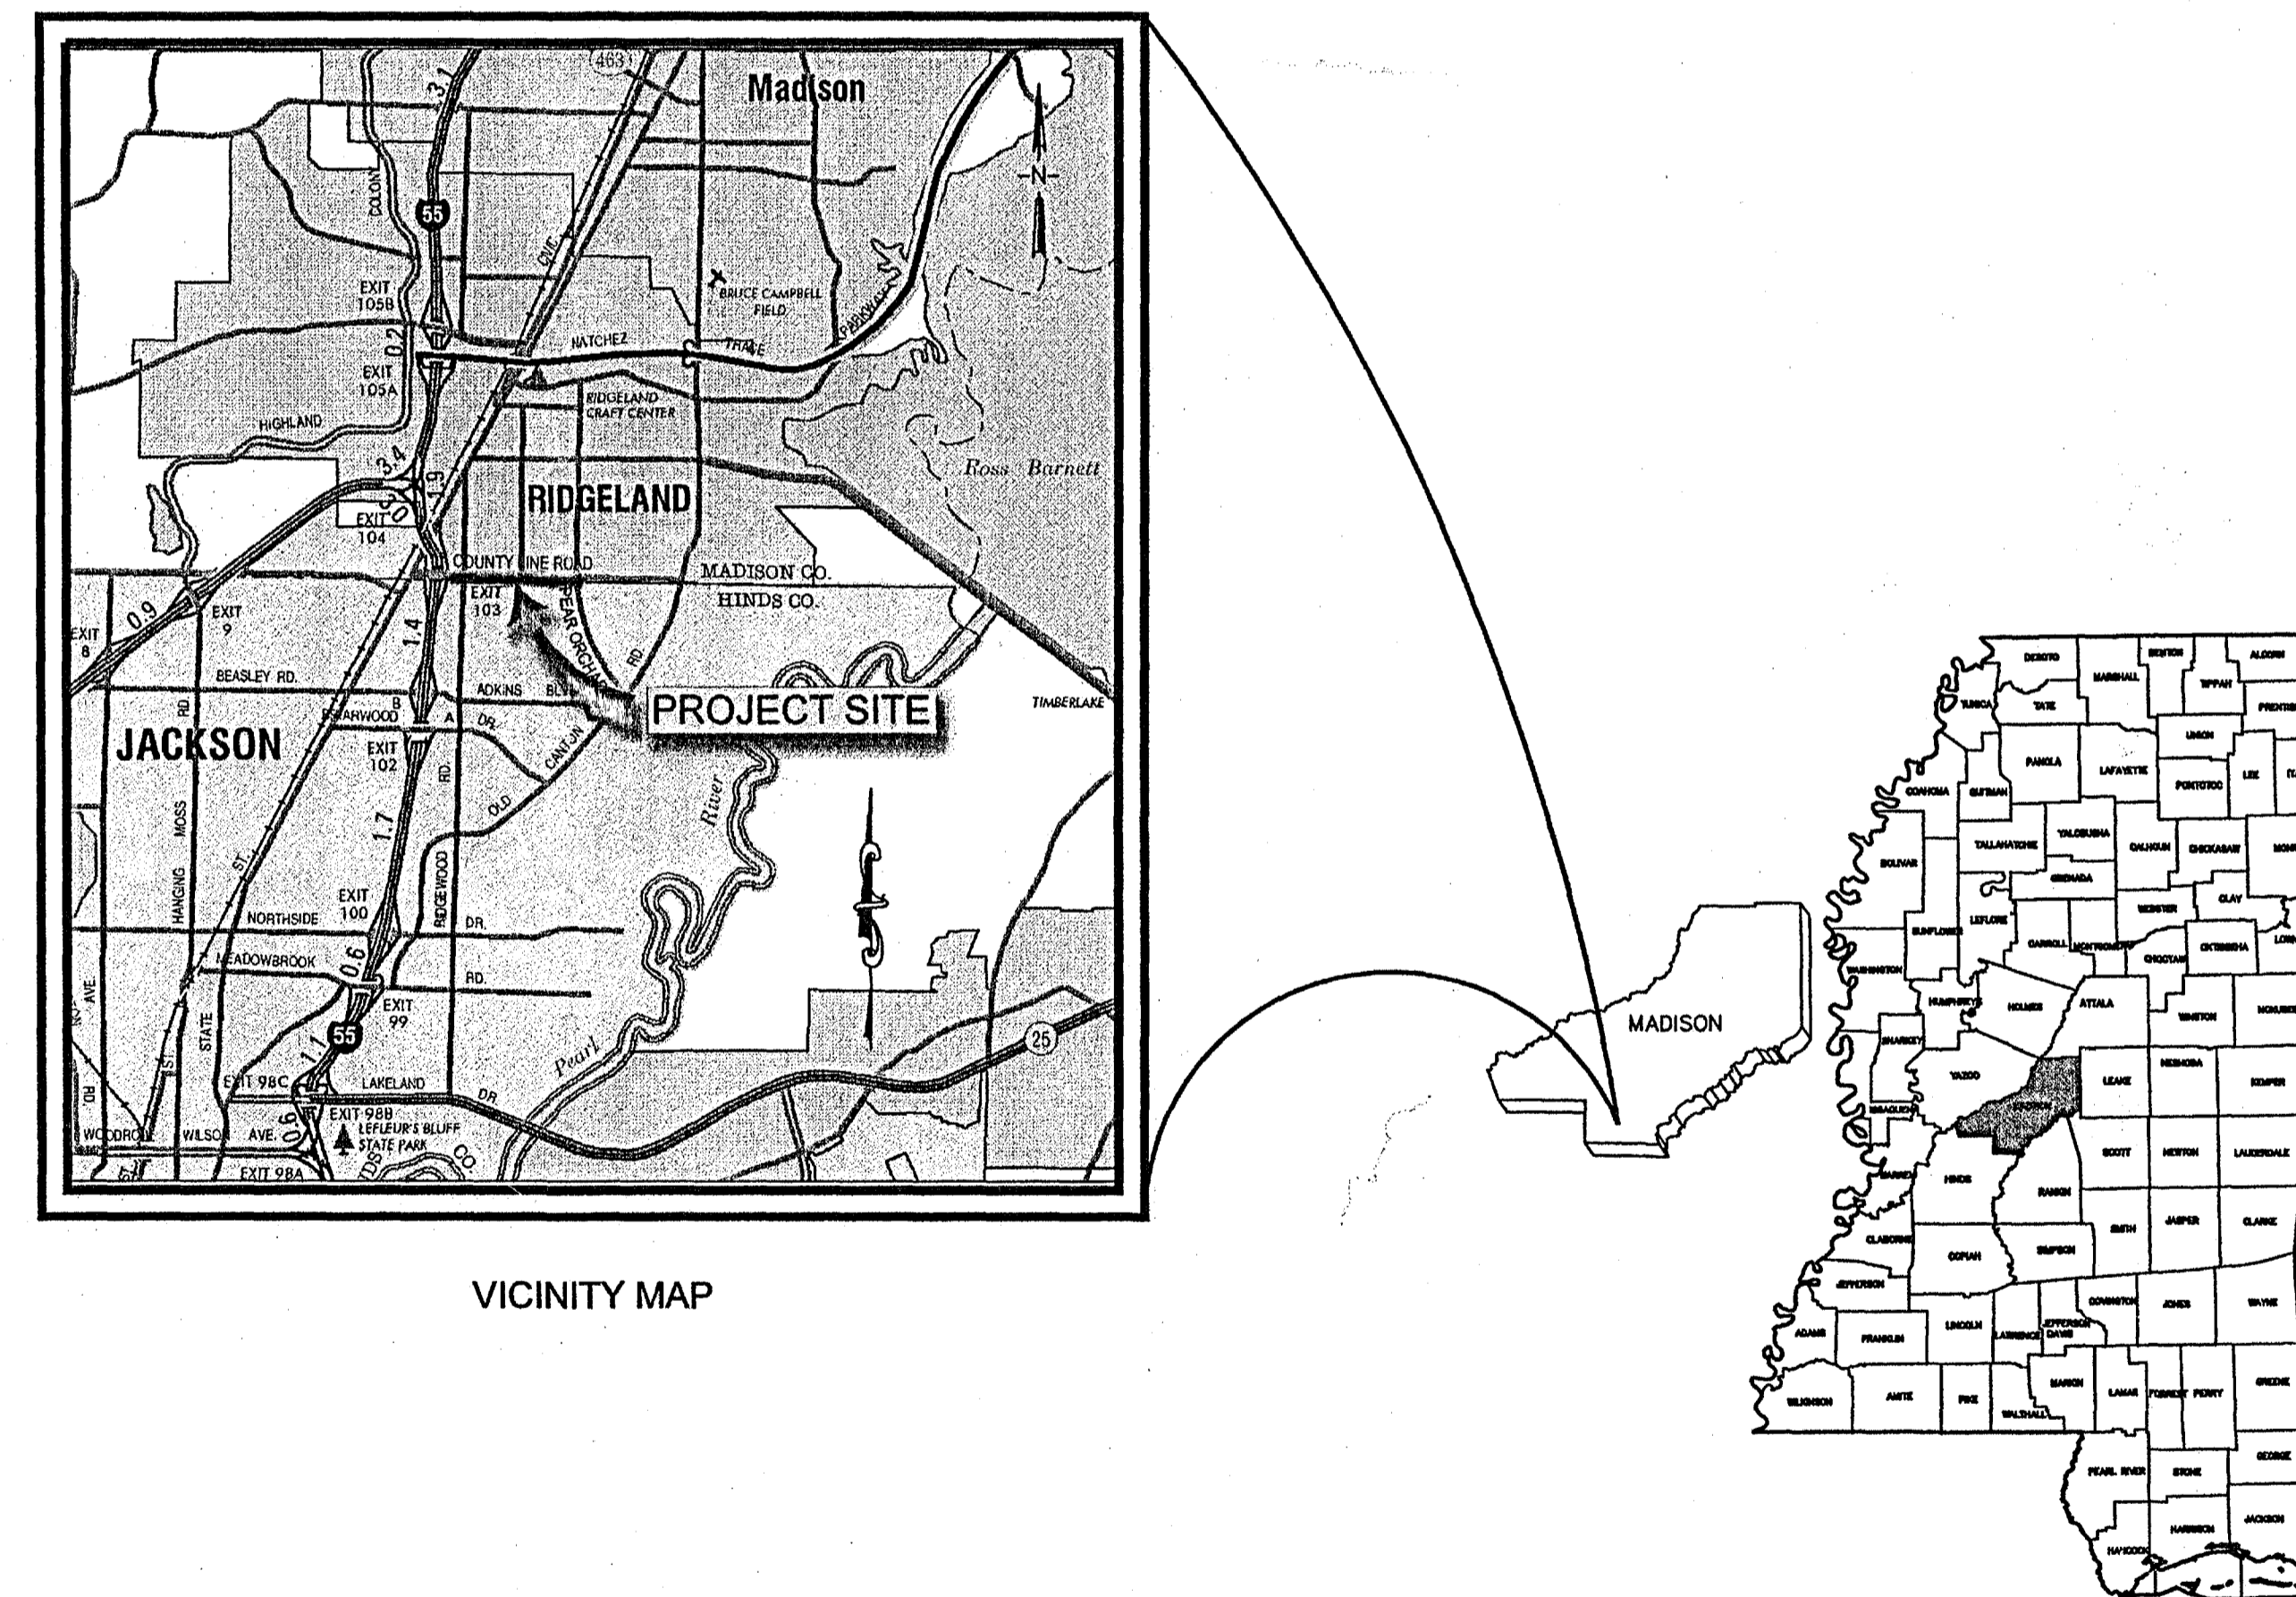 463
Madison
3.1
COLONY
-N-
55
CNIC
EXIT
105B
BRUCE CAMPBELL
FIELD
0.2
NATCHEZ
TRACE
PARKWAY
EXIT
105A
RIDGELAND
CRAFT CENTER
HIGHLAND
3.4
1.9
Ross Barnett
RIDGELAND
EXIT
104
COUNTY LINE ROAD
MADISON CO.
HINDS CO.
EXIT
103
PEAR ORCHARD
RD.
0.9
EXIT
9
EXIT
8
1.4
BEASLEY RD.
ADKINS BLVD
PROJECT SITE
TIMBERLAKE
B
A
DR.
JACKSON
EXIT
102
RD.
OLD
CANTON
HANGING MOSS RD
1.7
River
ST.
RIDGEWOOD
EXIT
100
NORTHSIDE
DR.
MEADOWBROOK
RD.
0.6
AVE.
EXIT
99
STATE
ST.
55
1.1
Pearl
25
RD.
EXIT 98C
LAKELAND
DR.
EXIT 98B
LEFLEUR'S BLUFF
STATE PARK
0.6
WILSON
AVE.
EXIT 98A
CO.
VICINITY MAP
MADISON
DESOTO
BENTON
ALCORN
MARSHALL
TIPPAH
TUNICA
TATE
UNION
PANOLA
LAFAYETTE
LEE
COAHOMA
QUITMAN
PONTOTOC
BOLIVAR
TALLAHATCHIE
YALOBUSHA
CALHOUN
CHICKASAW
GRENADA
CLAY
SUNFLOWER
LEFLORE
WEBSTER
CARROLL
MONTGOMERY
OKTIBBEHA
CHOCTAW
WASHINGTON
HUMPHREYS
HOLMES
ATTALA
WINSTON
SHARKEY
YAZOO
LEAKE
NESHOBA
KEMPER
SCOTT
NEWTON
LAUDERDALE
HINDS
RANKIN
SMITH
JASPER
CLARKE
CLAIBORNE
COPIAH
SIMPSON
JEFFERSON
COVINGTON
JONES
WAYNE
ADAMS
FRANKLIN
LINCOLN
LAWRENCE
JEFFERSON
DAVIS
WILKINSON
AMITE
PIKE
WALTHALL
MARION
LAMAR
FORREST
PERRY
GREENE
PEARL RIVER
STONE
GEORGE
HARRISON
JACKSON
HANCOCK